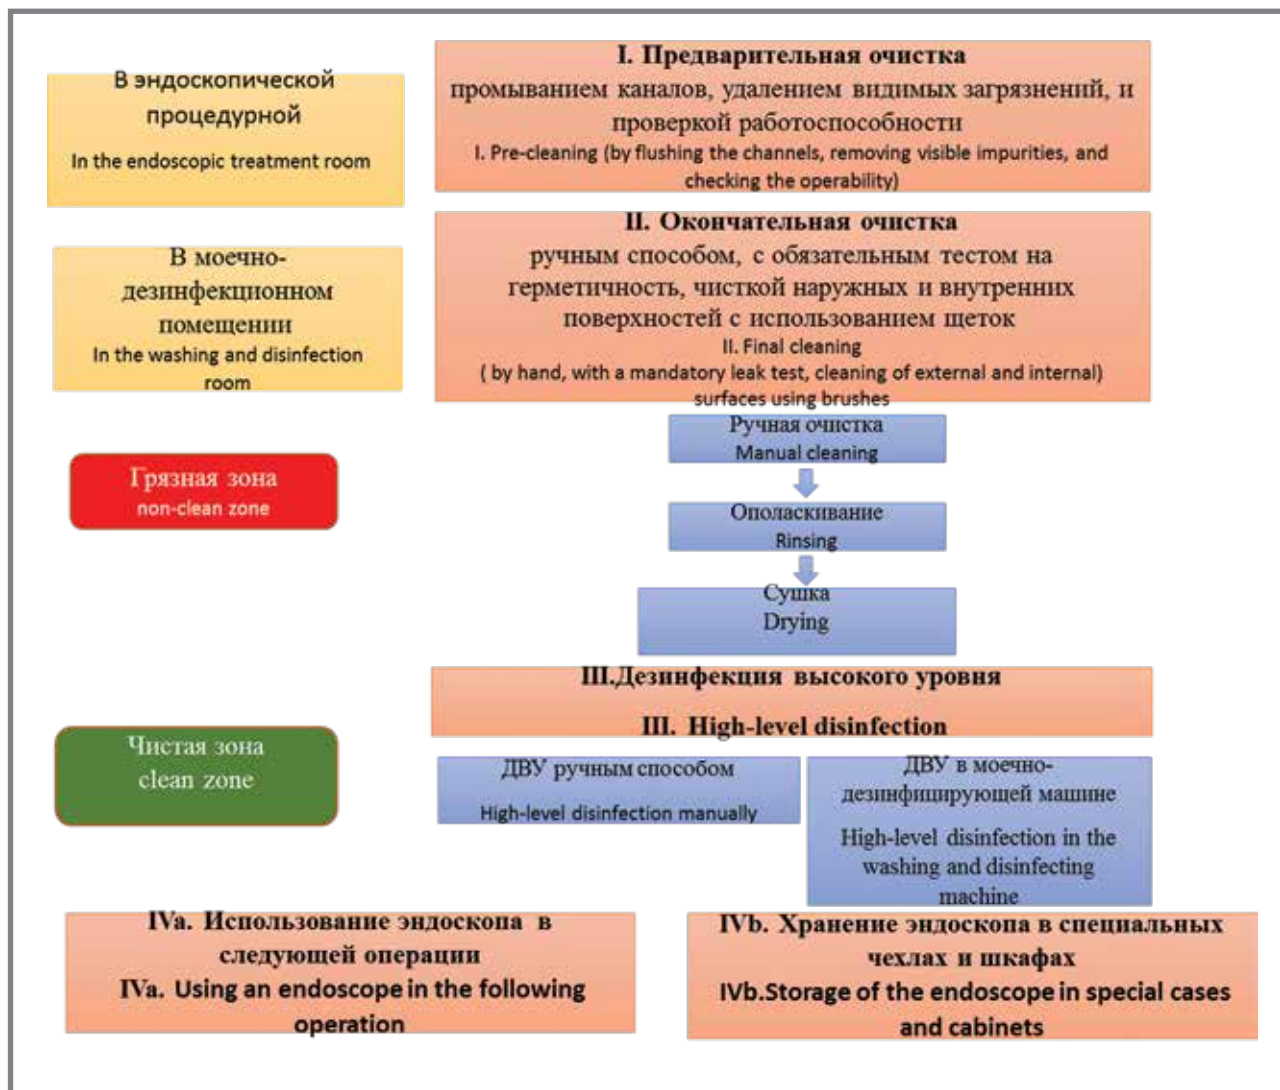 В эндоскопической
процедурной
In the endoscopic treatment room
I. Предварительная очистка
промыванием каналов, удалением видимых загрязнений, и
проверкой работоспособности
I. Pre-cleaning (by flushing the channels, removing visible impurities, and
checking the operability)
В моечно-
дезинфекционном
помещении
In the washing and disinfection
room
II. Окончательная очистка
ручным способом, с обязательным тестом на
герметичность, чисткой наружных и внутренних
поверхностей с использованием щеток
II. Final cleaning
( by hand, with a mandatory leak test, cleaning of external and internal)
surfaces using brushes
Ручная очистка
Manual cleaning
Грязная зона
non-clean zone
Ополаскивание
Rinsing
Сушка
Drying
III.Дезинфекция высокого уровня
III. High-level disinfection
Чистая зона
clean zone
ДВУ ручным способом
High-level disinfection manually
ДВУ в моечно-
дезинфицирующей машине
High-level disinfection in the
washing and disinfecting
machine
IVa. Использование эндоскопа в
следующей операции
IVa. Using an endoscope in the following
operation
IVb. Хранение эндоскопа в специальных
чехлах и шкафах
IVb.Storage of the endoscope in special cases
and cabinets